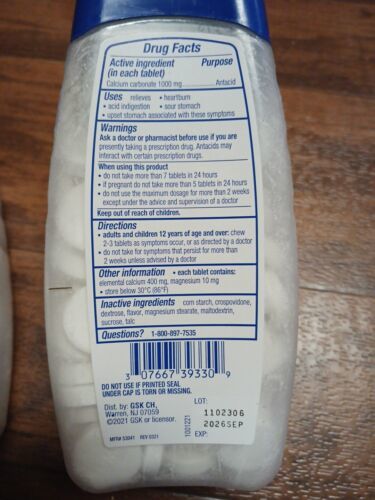 Drug Facts
Active ingredient Purpose
(in each tablet)
Calcium carbonate 1000 mg Antacid
Uses relieves • heartburn
• acid indigestion • sour stomach
• upset stomach associated with these symptoms
Warnings
Ask a doctor or pharmacist before use if you are
presently taking a prescription drug. Antacids may
interact with certain prescription drugs.
When using this product
• do not take more than 7 tablets in 24 hours
• if pregnant do not take more than 5 tablets in 24 hours
• do not use the maximum dosage for more than 2 weeks
except under the advice and supervision of a doctor
Keep out of reach of children.
Directions
• adults and children 12 years of age and over: chew
2-3 tablets as symptoms occur, or as directed by a doctor
• do not take for symptoms that persist for more than
2 weeks unless advised by a doctor
Other information • each tablet contains:
elemental calcium 400 mg, magnesium 10 mg
• store below 30°C (86°F)
Inactive ingredients corn starch, crospovidone,
dextrose, flavor, magnesium stearate, maltodextrin,
sucrose, talc
Questions? 1-800-897-7535
3 07667 39330 9
DO NOT USE IF PRINTED SEAL
UNDER CAP IS TORN OR MISSING.
Dist. by: GSK CH,
Warren, NJ 07059
©2021 GSK or licensor.
MFR# 53941 REV 0321
1001221
LOT:
1102306
2026SEP
EXP: